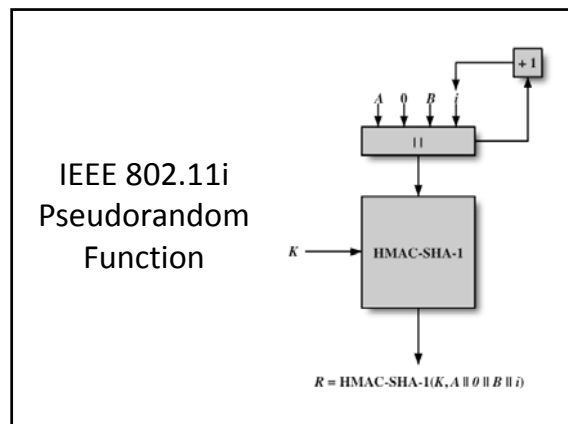 IEEE 802.11i
Pseudorandom
Function
+ 1
A 0 B i
||
K
HMAC-SHA-1
R = HMAC-SHA-1(K, A || 0 || B || i)